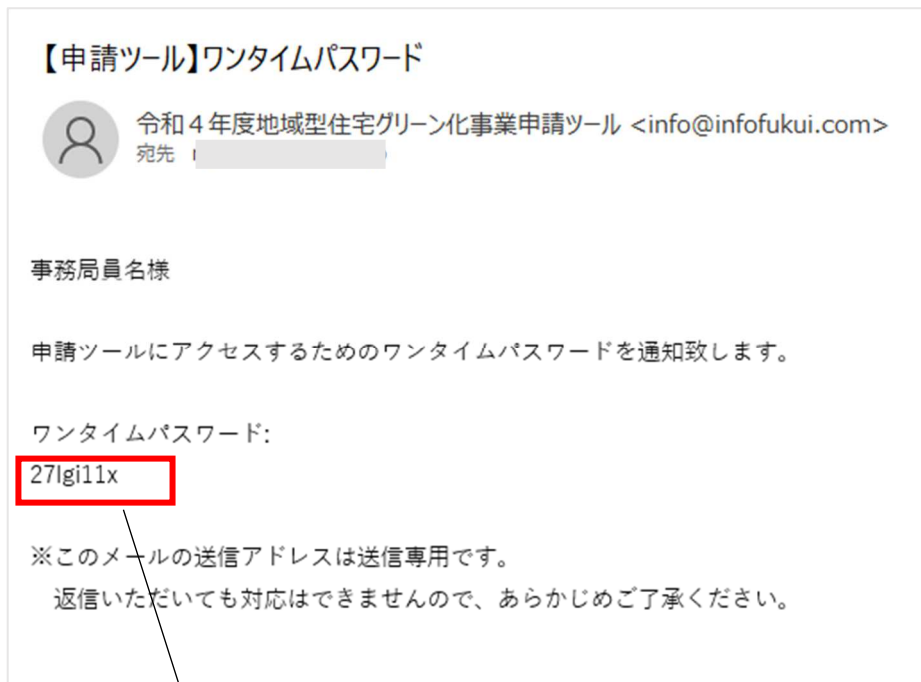 【申請ツール】ワンタイムパスワード
令和４年度地域型住宅グリーン化事業申請ツール <info@infofukui.com>
宛先
事務局員名様
申請ツールにアクセスするためのワンタイムパスワードを通知致します。
ワンタイムパスワード:
27lgi11x
※このメールの送信アドレスは送信専用です。
返信いただいても対応はできませんので、あらかじめご了承ください。